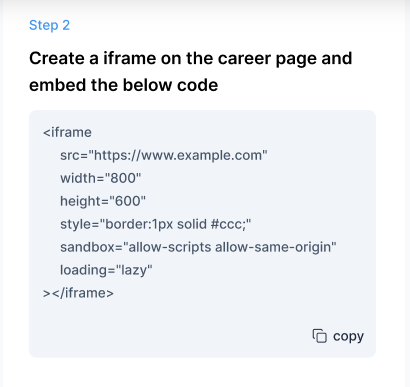 Step 2
Create a iframe on the career page and
embed the below code
<iframe
src="https://www.example.com"
width="800"
height="600"
style="border:1px solid #ccc;"
sandbox="allow-scripts allow-same-origin"
loading="lazy"
></iframe>
copy